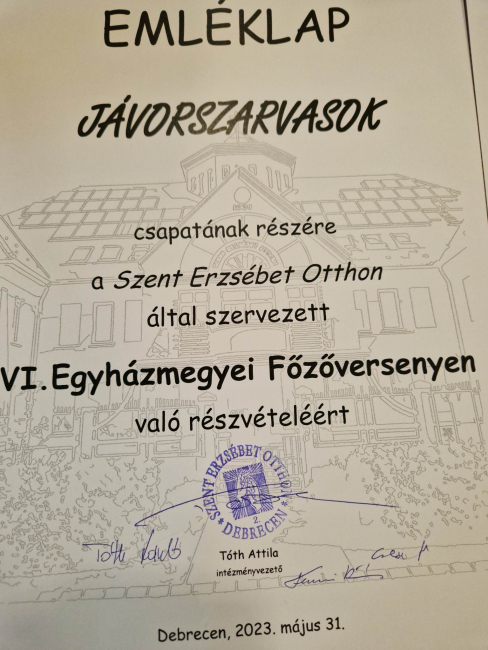 EMLÉKLAP
JÁVORSZARVASOK
csapatának részére
a Szent Erzsébet Otthon
által szervezett
VI. Egyházmegyei Főzőversenyen
való részvételéért
SZENT ERZSÉBET OTTHON
2.
DEBRECEN
Tóth Attila
intézményvezető
Debrecen, 2023. május 31.